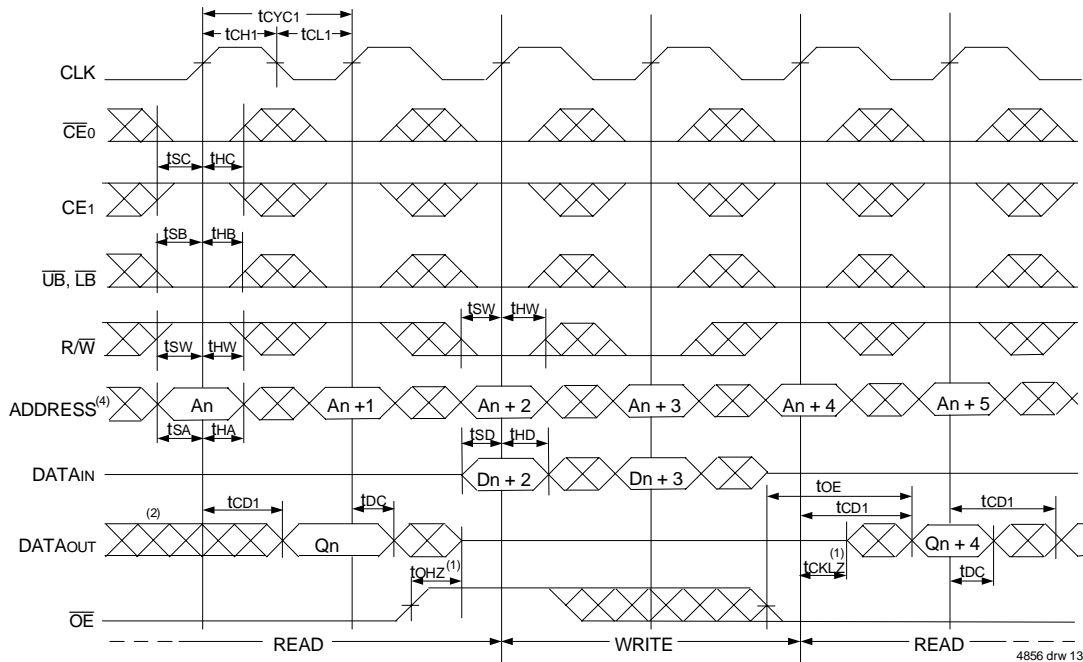 tCYC1
tCH1 tCL1
CLK
CE0
tSC tHC
CE1
tSB tHB
UB, LB
tSW tHW
R/W
tSW tHW
ADDRESS(4) An An +1 An + 2 An + 3 An + 4 An + 5
tSA tHA
tSD tHD
DATAIN Dn + 2 Dn + 3
tOE
(2) tCD1 tDC tCD1 tCD1
DATAOUT Qn Qn + 4
tOHZ(1) tCKLZ(1) tDC
OE
READ WRITE READ
4856 drw 13